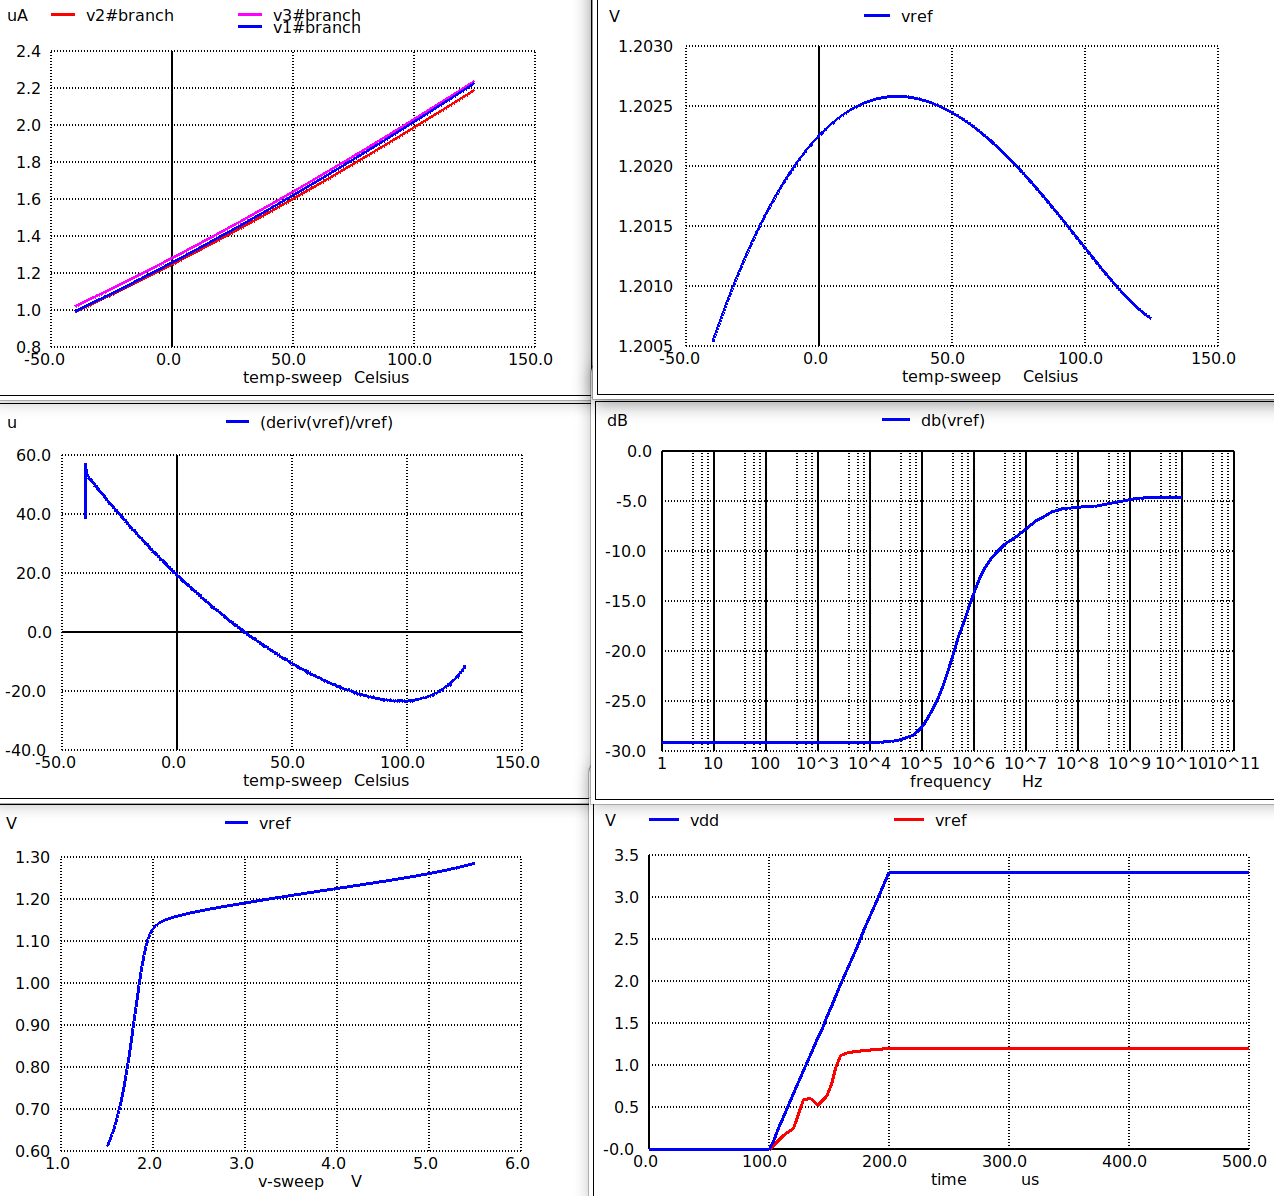 uA v2#branch v3#branch
v1#branch
2.4
2.2
2.0
1.8
1.6
1.4
1.2
1.0
0.8
-50.0 0.0 50.0 100.0 150.0
temp-sweep Celsius
V vref
1.2030
1.2025
1.2020
1.2015
1.2010
1.2005
-50.0 0.0 50.0 100.0 150.0
temp-sweep Celsius
u (deriv(vref)/vref)
60.0
40.0
20.0
0.0
-20.0
-40.0
-50.0 0.0 50.0 100.0 150.0
temp-sweep Celsius
dB db(vref)
0.0
-5.0
-10.0
-15.0
-20.0
-25.0
-30.0
1 10 100 10^3 10^4 10^5 10^6 10^7 10^8 10^9 10^10 10^11
frequency Hz
V vref
1.30
1.20
1.10
1.00
0.90
0.80
0.70
0.60
1.0 2.0 3.0 4.0 5.0 6.0
v-sweep V
V vdd vref
3.5
3.0
2.5
2.0
1.5
1.0
0.5
-0.0
0.0 100.0 200.0 300.0 400.0 500.0
time us